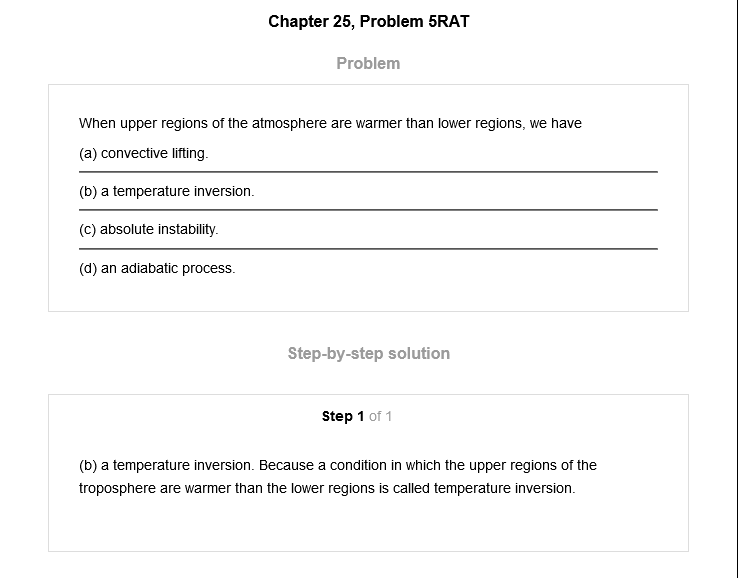 Chapter 25, Problem 5RAT
Problem
When upper regions of the atmosphere are warmer than lower regions, we have
(a) convective lifting.
(b) a temperature inversion.
(c) absolute instability.
(d) an adiabatic process.
Step-by-step solution
Step 1 of 1
(b) a temperature inversion. Because a condition in which the upper regions of the
troposphere are warmer than the lower regions is called temperature inversion.